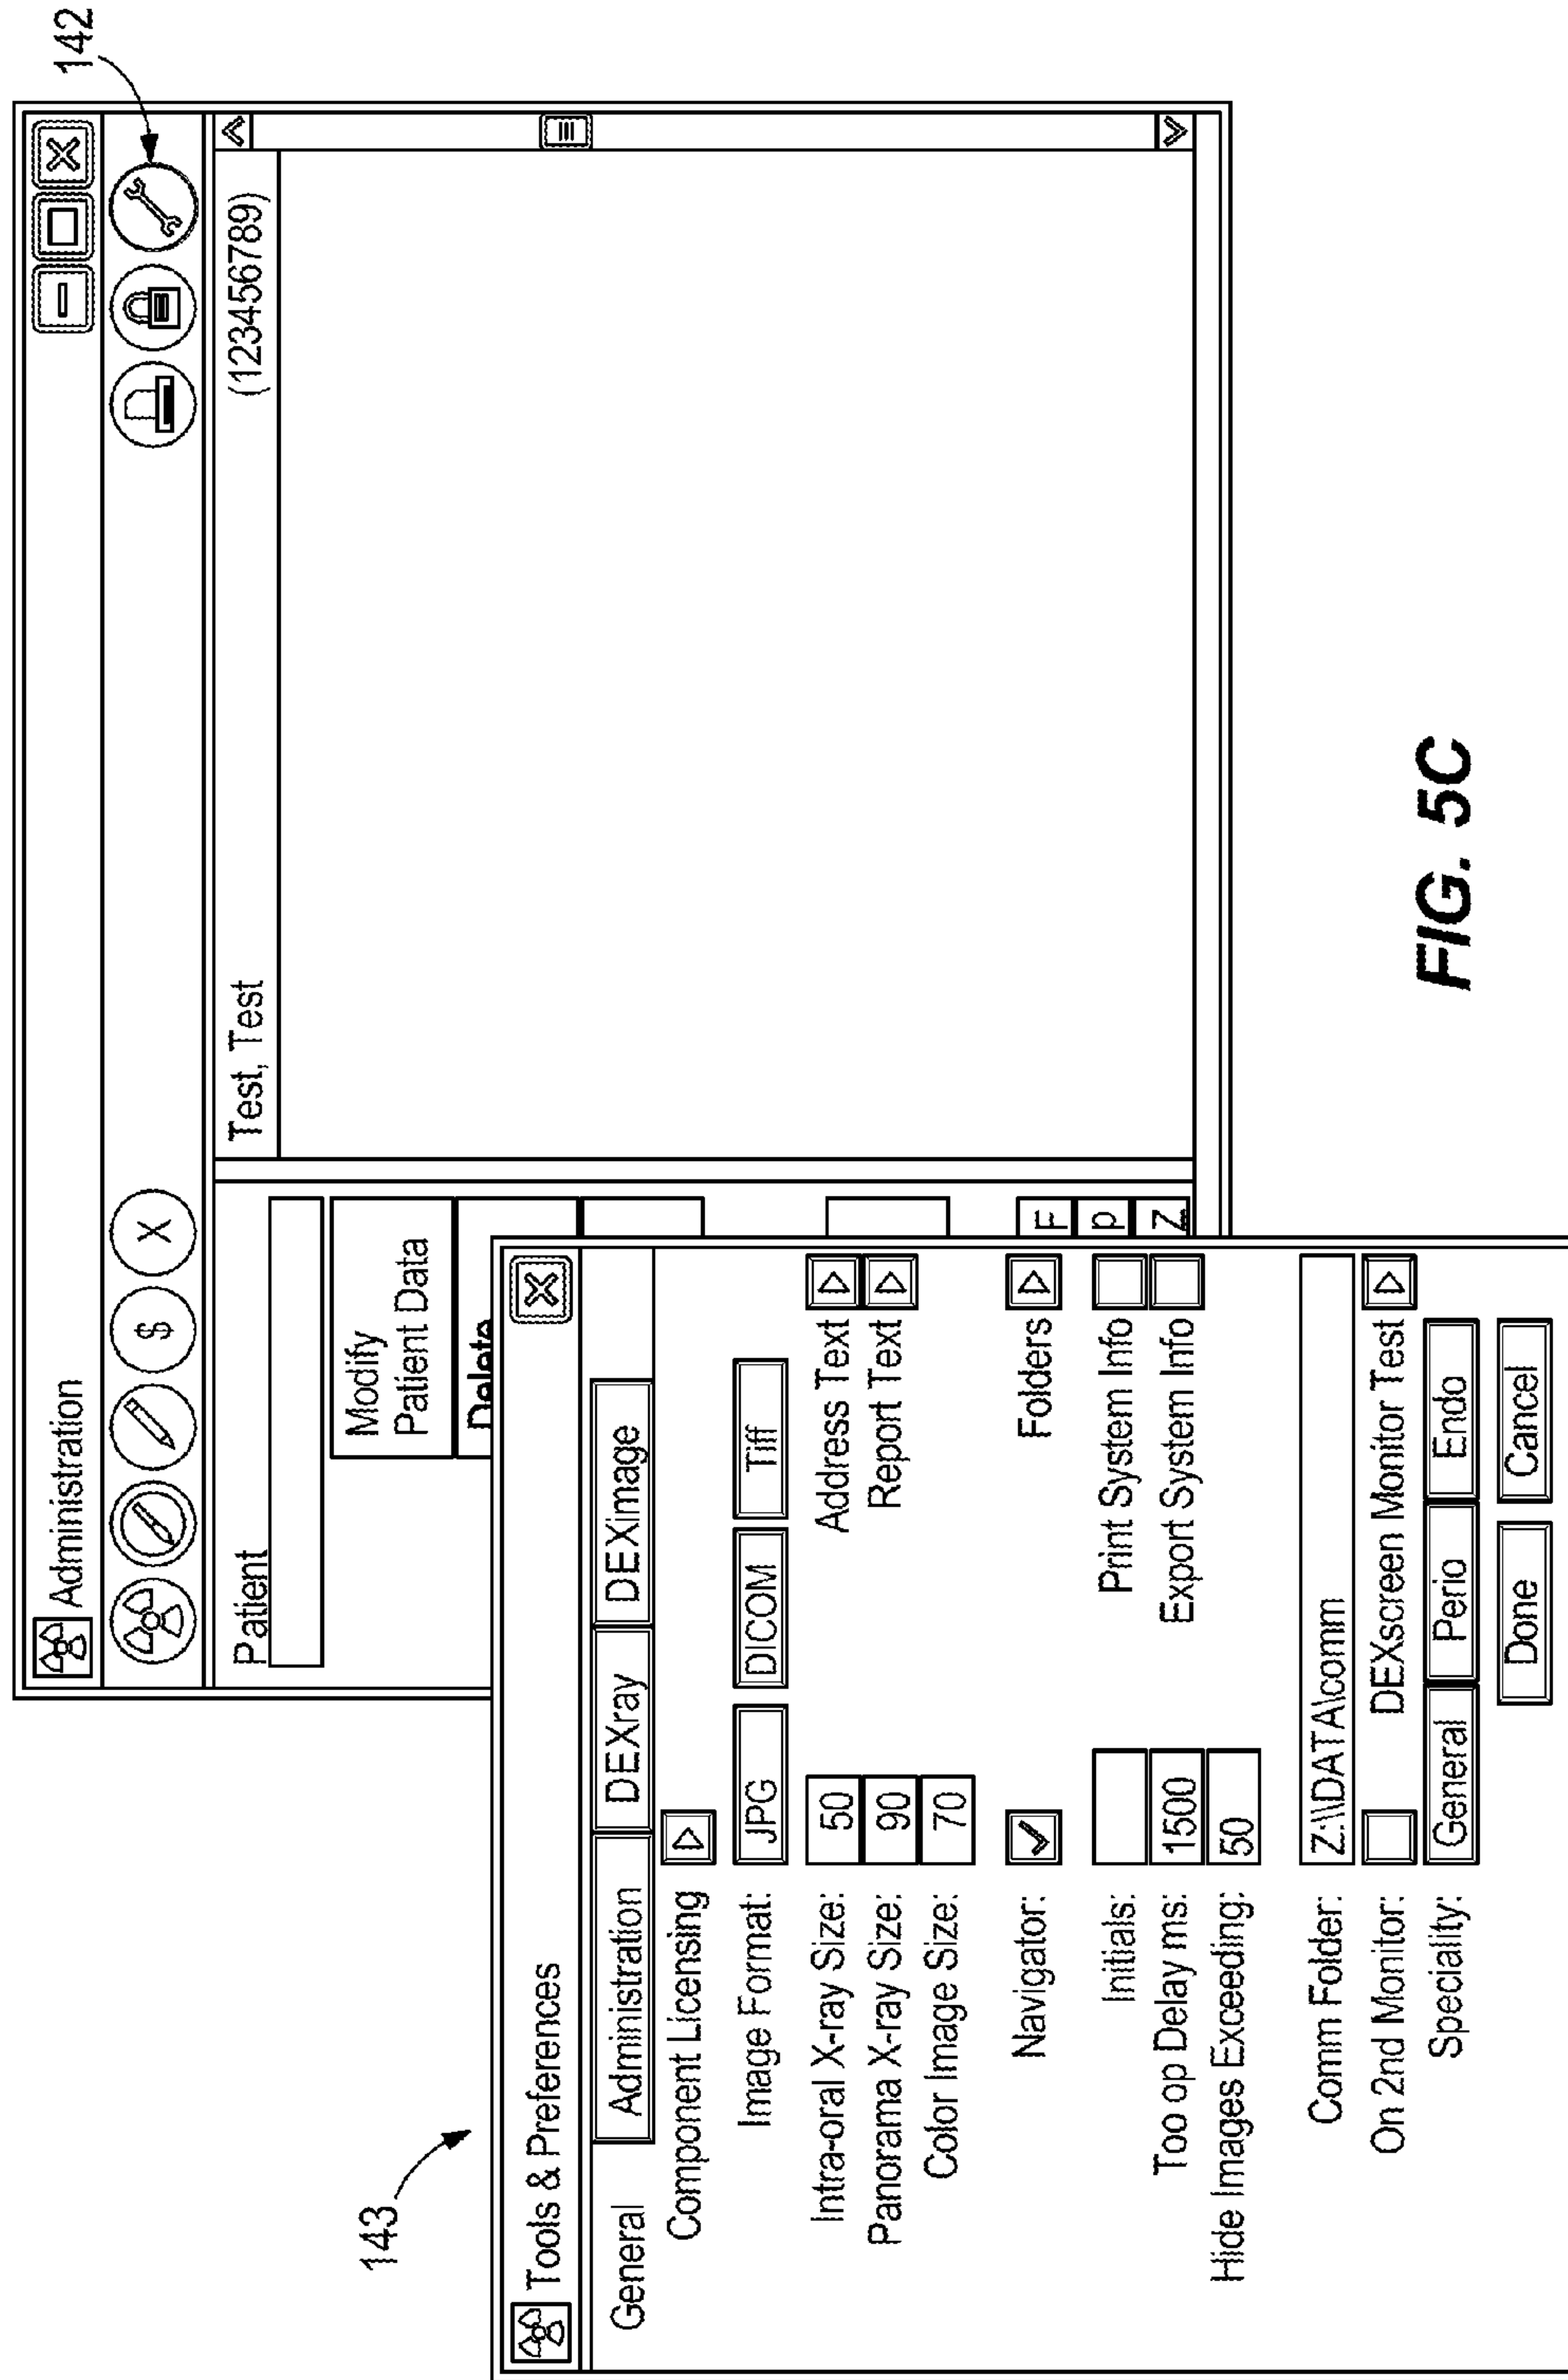 142
Administration
$ X
Patient
Test, Test (123456789)
Modify
Patient Data
Delete
F
p
Z
143
Tools & Preferences
General Administration DEXray DEXimage
Component Licensing
Image Format: JPG DICOM Tiff
Intra-oral X-ray Size: 50 Address Text
Panorama X-ray Size: 90 Report Text
Color Image Size: 70
Navigator: Folders
Initials: Print System Info
Too op Delay ms: 1500 Export System Info
Hide Images Exceeding: 50
Comm Folder: Z:\\DATA\comm
On 2nd Monitor: DEXscreen Monitor Test
Speciality: General Perio Endo
Done Cancel
FIG. 5C